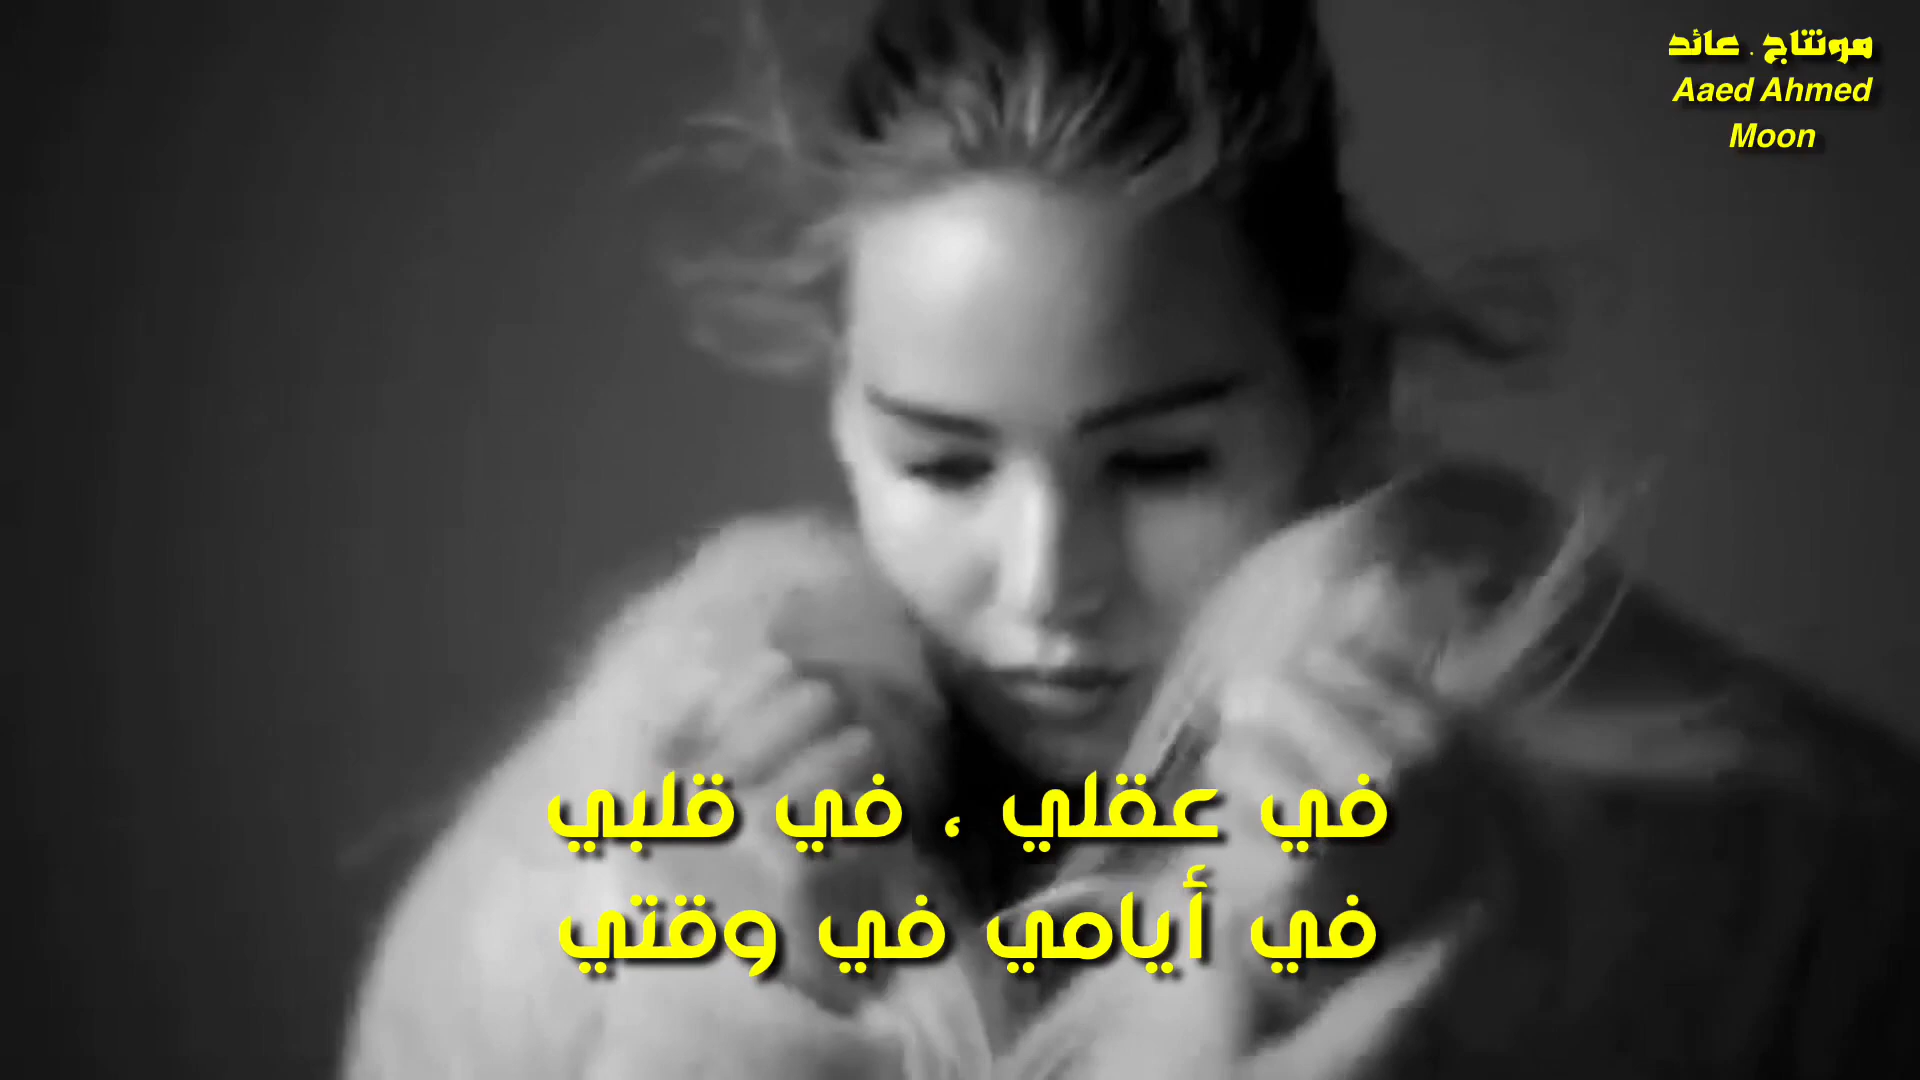 مونتاج . عائد
Aaed Ahmed
Moon
في عقلي ، في قلبي
في أيامي في وقتي